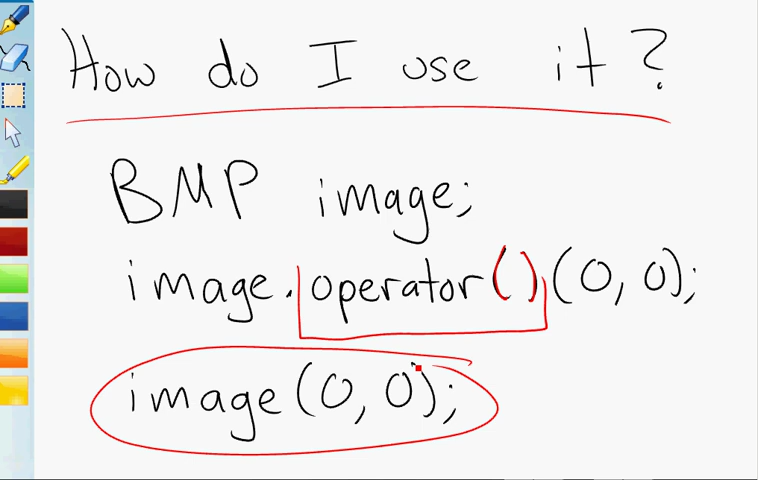 How do I use it?
BMP image;
image.operator()(0,0);
image(0,0);